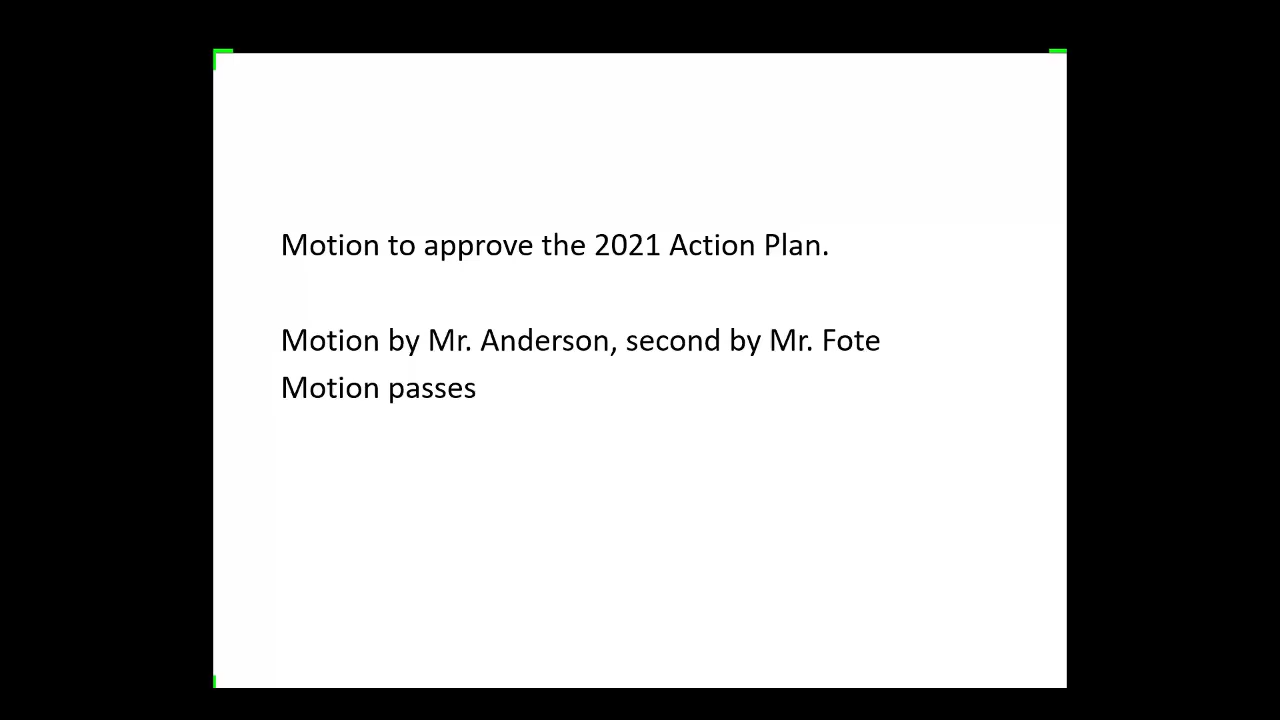 Motion to approve the 2021 Action Plan.
Motion by Mr. Anderson, second by Mr. Fote
Motion passes